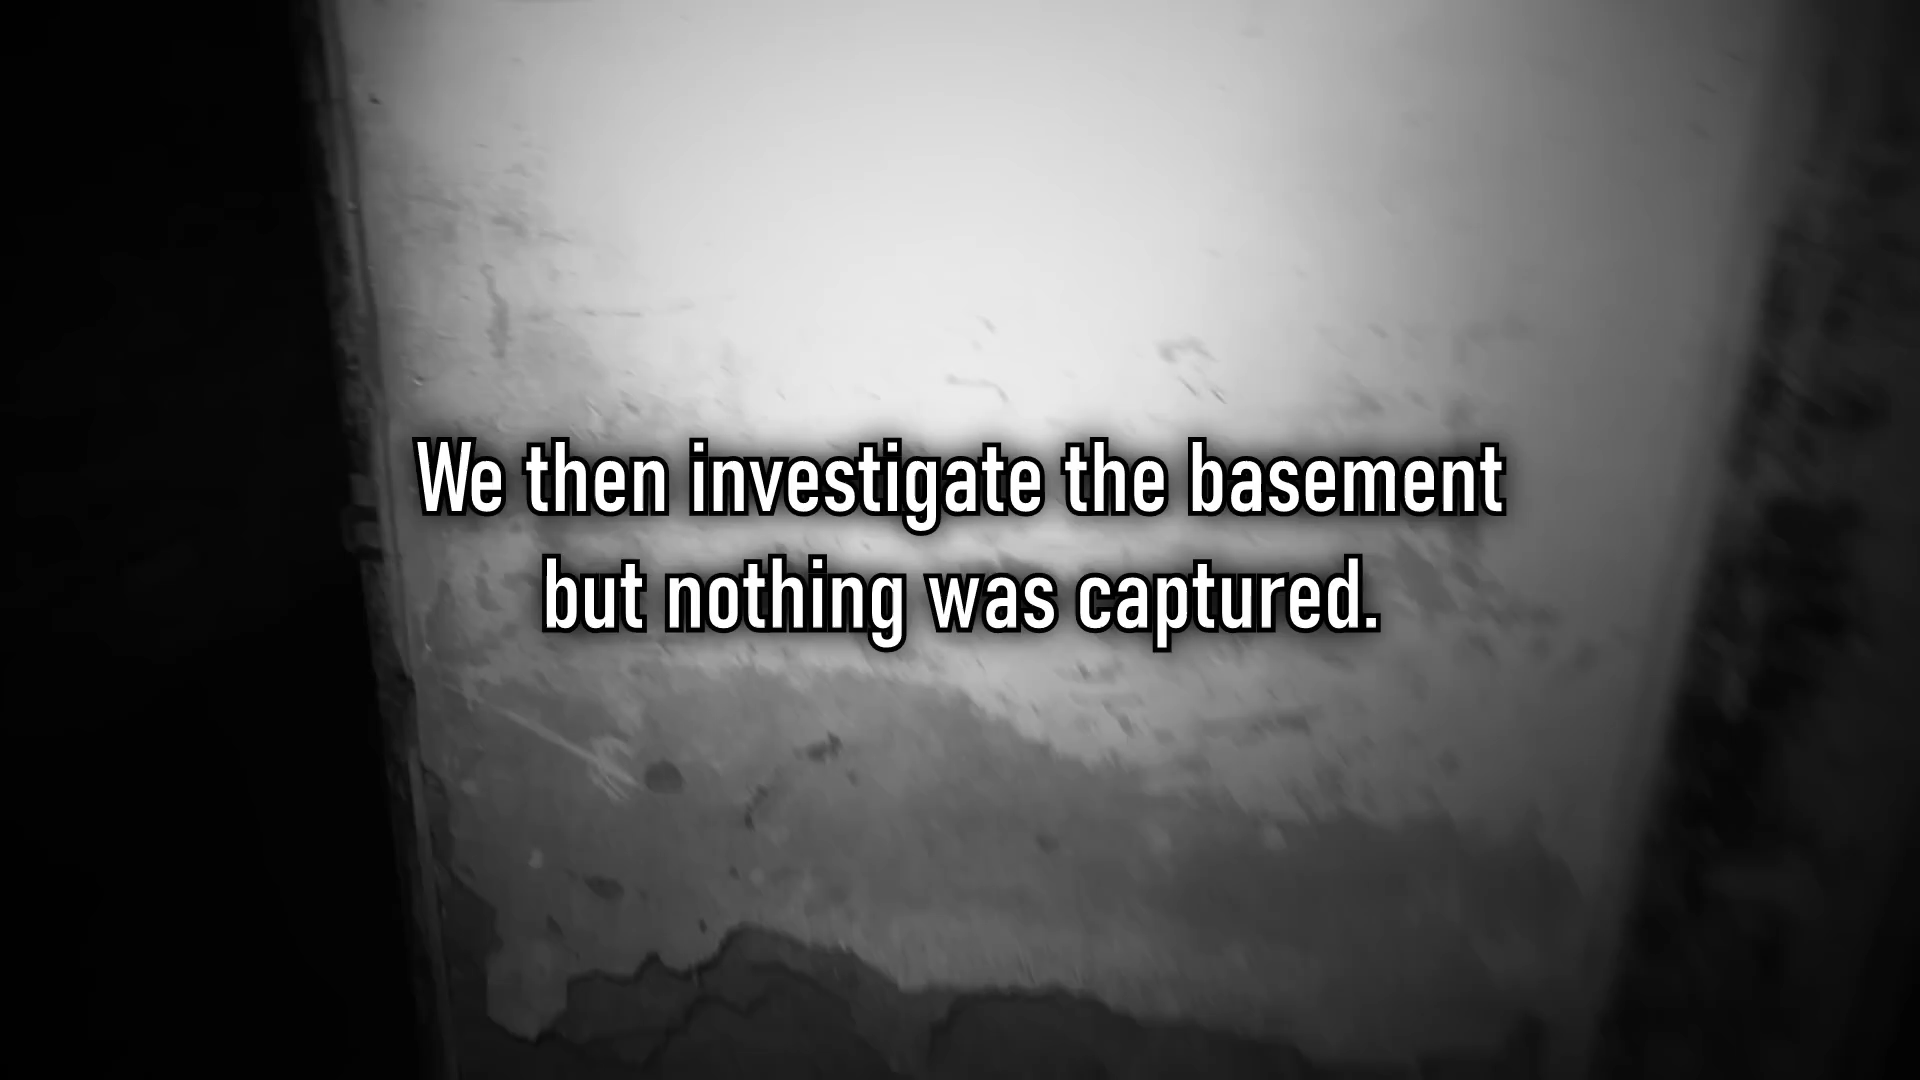 We then investigate the basement
but nothing was captured.